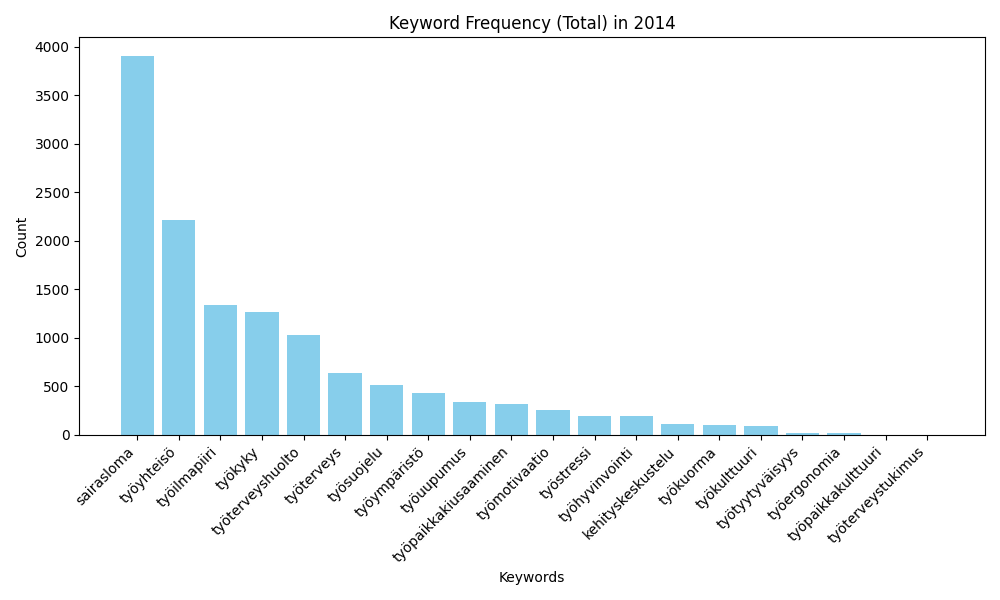 Keyword Frequency (Total) in 2014
Count
4000
3500
3000
2500
2000
1500
1000
500
0
sairasloma
työyhteisö
työilmapiiri
työkyky
työterveyshuolto
työterveys
työsuojelu
työympäristö
työuupumus
työpaikkakiusaaminen
työmotivaatio
työstressi
työhyvinvointi
kehityskeskustelu
työkuorma
työkulttuuri
työtyytyväisyys
työergonomia
työpaikkakulttuuri
työterveystukimus
Keywords